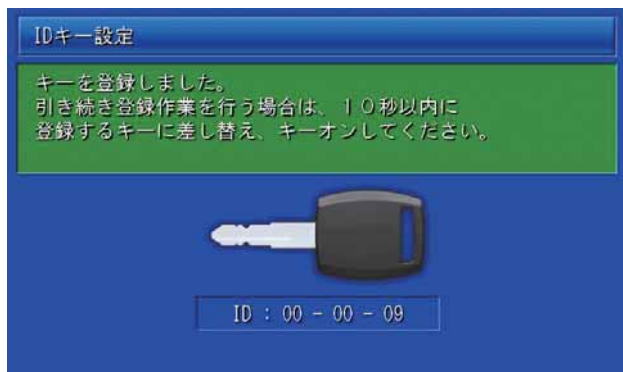 IDキー設定
キーを登録しました。
引き続き登録作業を行う場合は、１０秒以内に
登録するキーに差し替え、キーオンしてください。
ID : 00 - 00 - 09